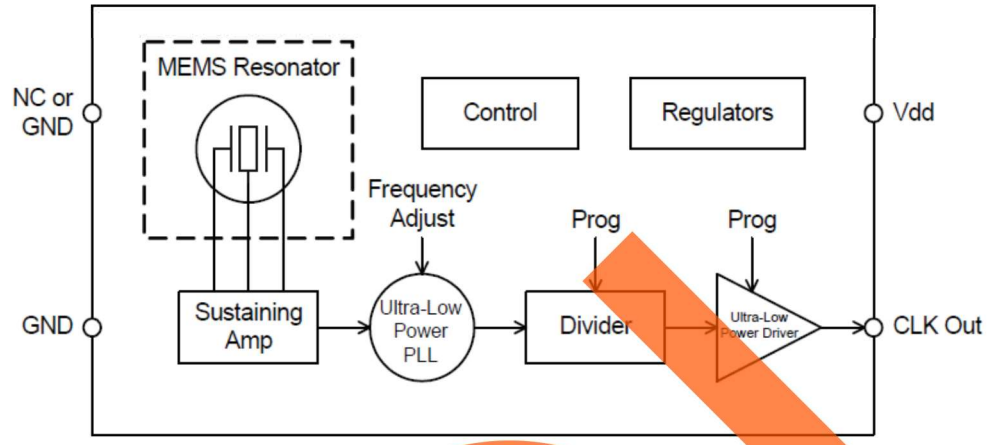 MEMS Resonator
NC or
GND
Control
Regulators
Vdd
Frequency
Adjust
Prog
Prog
GND
Sustaining
Amp
Ultra-Low
Power
PLL
Divider
Ultra-Low
Power Driver
CLK Out